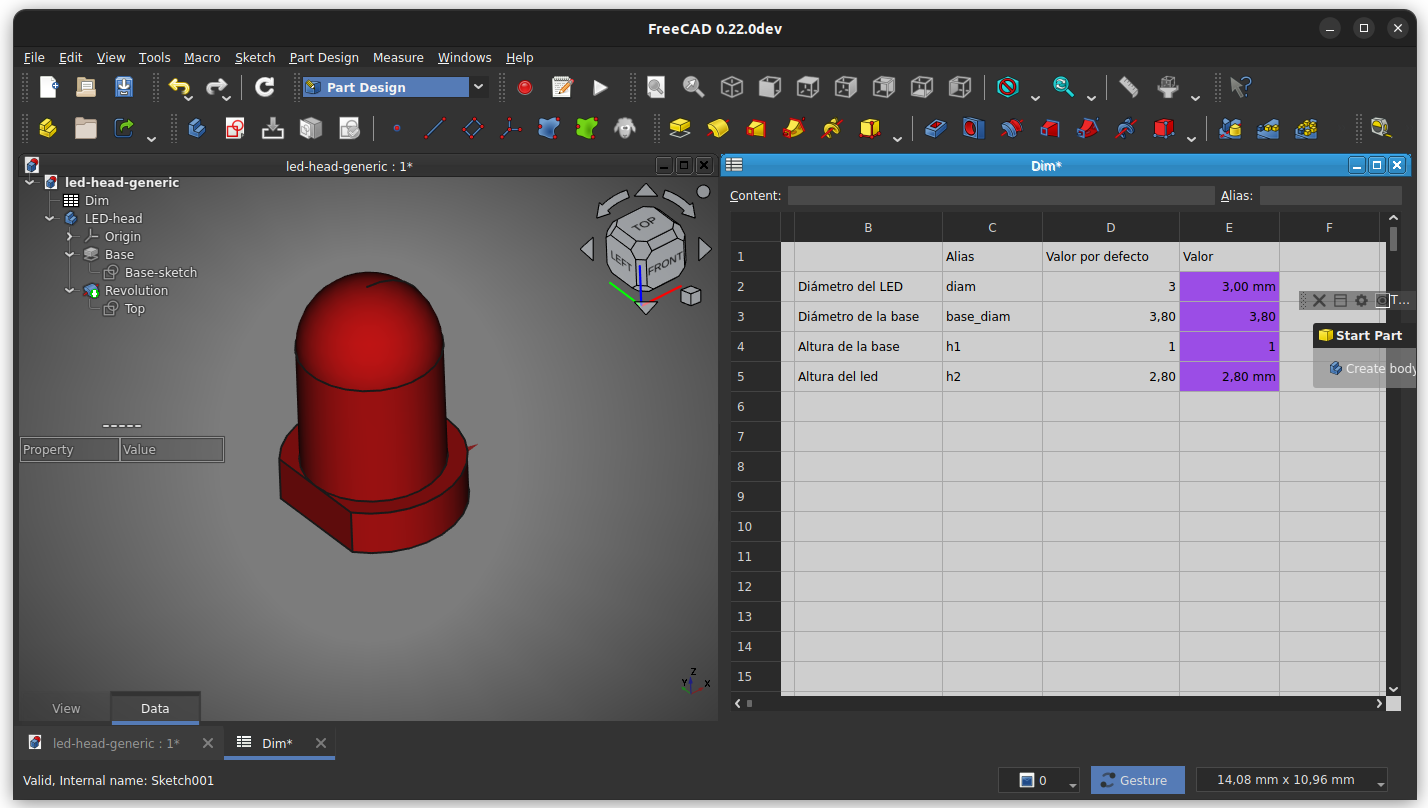 FreeCAD 0.22.0dev
File Edit View Tools Macro Sketch Part Design Measure Windows Help
Part Design
led-head-generic : 1*
led-head-generic
Dim
LED-head
Origin
Base
Base-sketch
Revolution
Top
TOP
LEFT
FRONT
Property Value
Z
Y
X
View Data
Dim*
Content: Alias:
B C D E F
1 Alias Valor por defecto Valor
2 Diámetro del LED diam 3 3,00 mm
3 Diámetro de la base base_diam 3,80 3,80
4 Altura de la base h1 1 1
5 Altura del led h2 2,80 2,80 mm
6
7
8
9
10
11
12
13
14
15
T...
Start Part
Create body
led-head-generic : 1* Dim*
Valid, Internal name: Sketch001
0 Gesture 14,08 mm x 10,96 mm